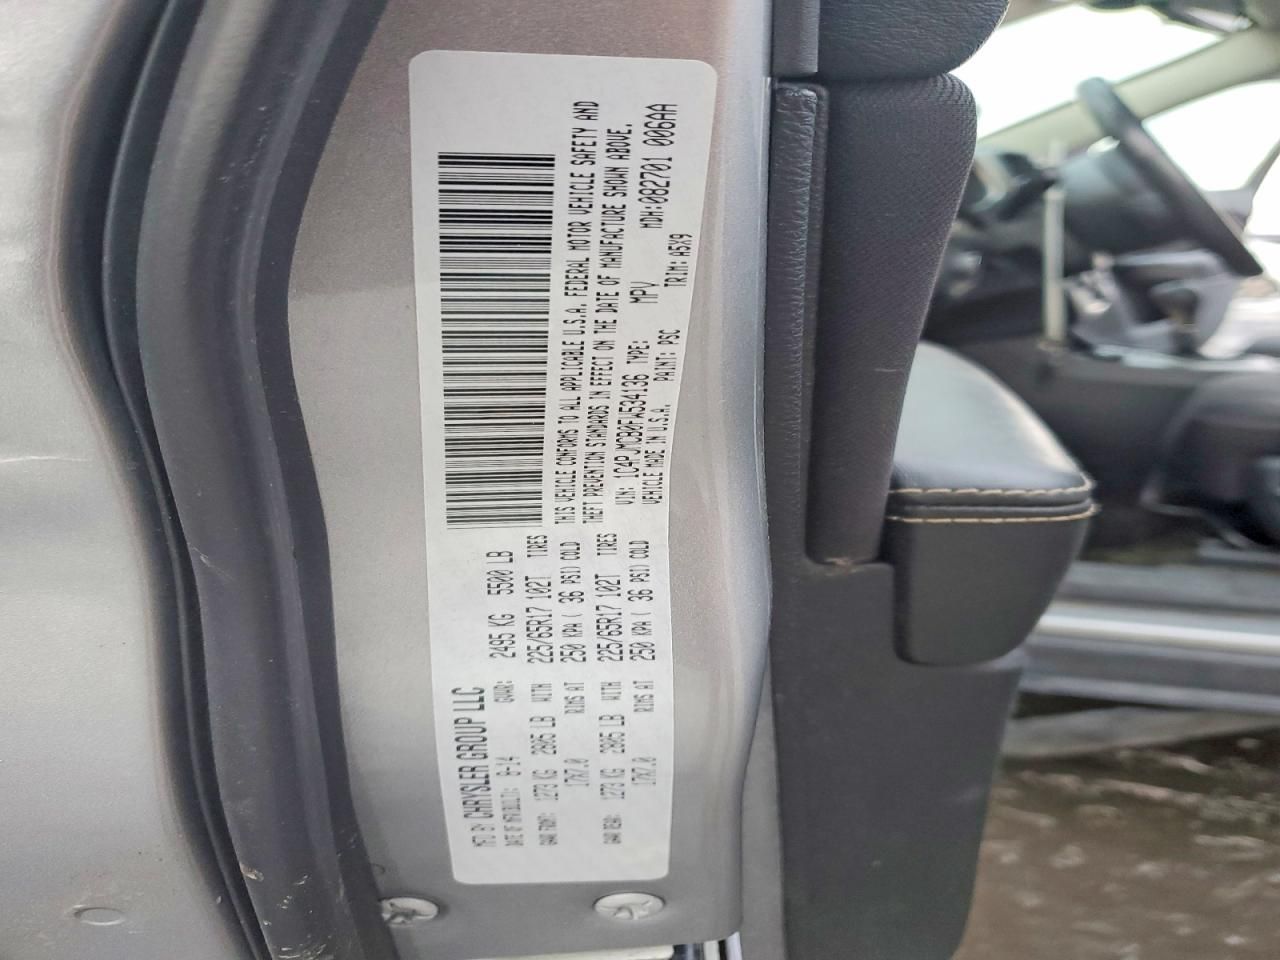 MFD BY CHRYSLER GROUP LLC
DATE OF MFR(BUILT): 8-14 GVWR: 2495 KG 5500 LB
GAWR FRONT: 1273 KG 2805 LB WITH 225/65R17 102T TIRES
17X7.0 RIMS AT 250 KPA ( 36 PSI) COLD
GAWR REAR: 1273 KG 2805 LB WITH 225/65R17 102T TIRES
17X7.0 RIMS AT 250 KPA ( 36 PSI) COLD
THIS VEHICLE CONFORMS TO ALL APPLICABLE U.S.A. FEDERAL MOTOR VEHICLE SAFETY AND
THEFT PREVENTION STANDARDS IN EFFECT ON THE DATE OF MANUFACTURE SHOWN ABOVE.
VIN: 1C4PJMCB0FW534136 TYPE: MPV MDH:082701 006AA
VEHICLE MADE IN U.S.A. PAINT: PSC TRIM: A5X9